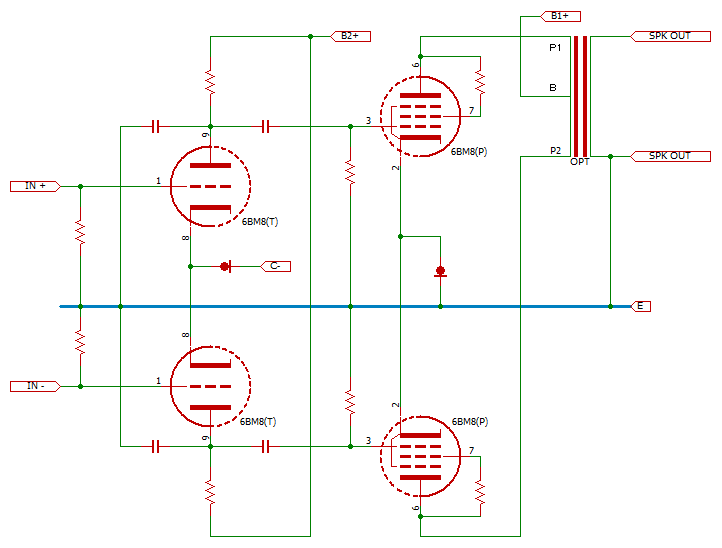 B1+
B2+
SPK OUT
P1
6
B
7
3
9
6BM8(P)
P2
SPK OUT
OPT
2
IN +
1
6BM8(T)
8
C-
E
8
IN -
1
2
6BM8(T)
6BM8(P)
9
3
7
6